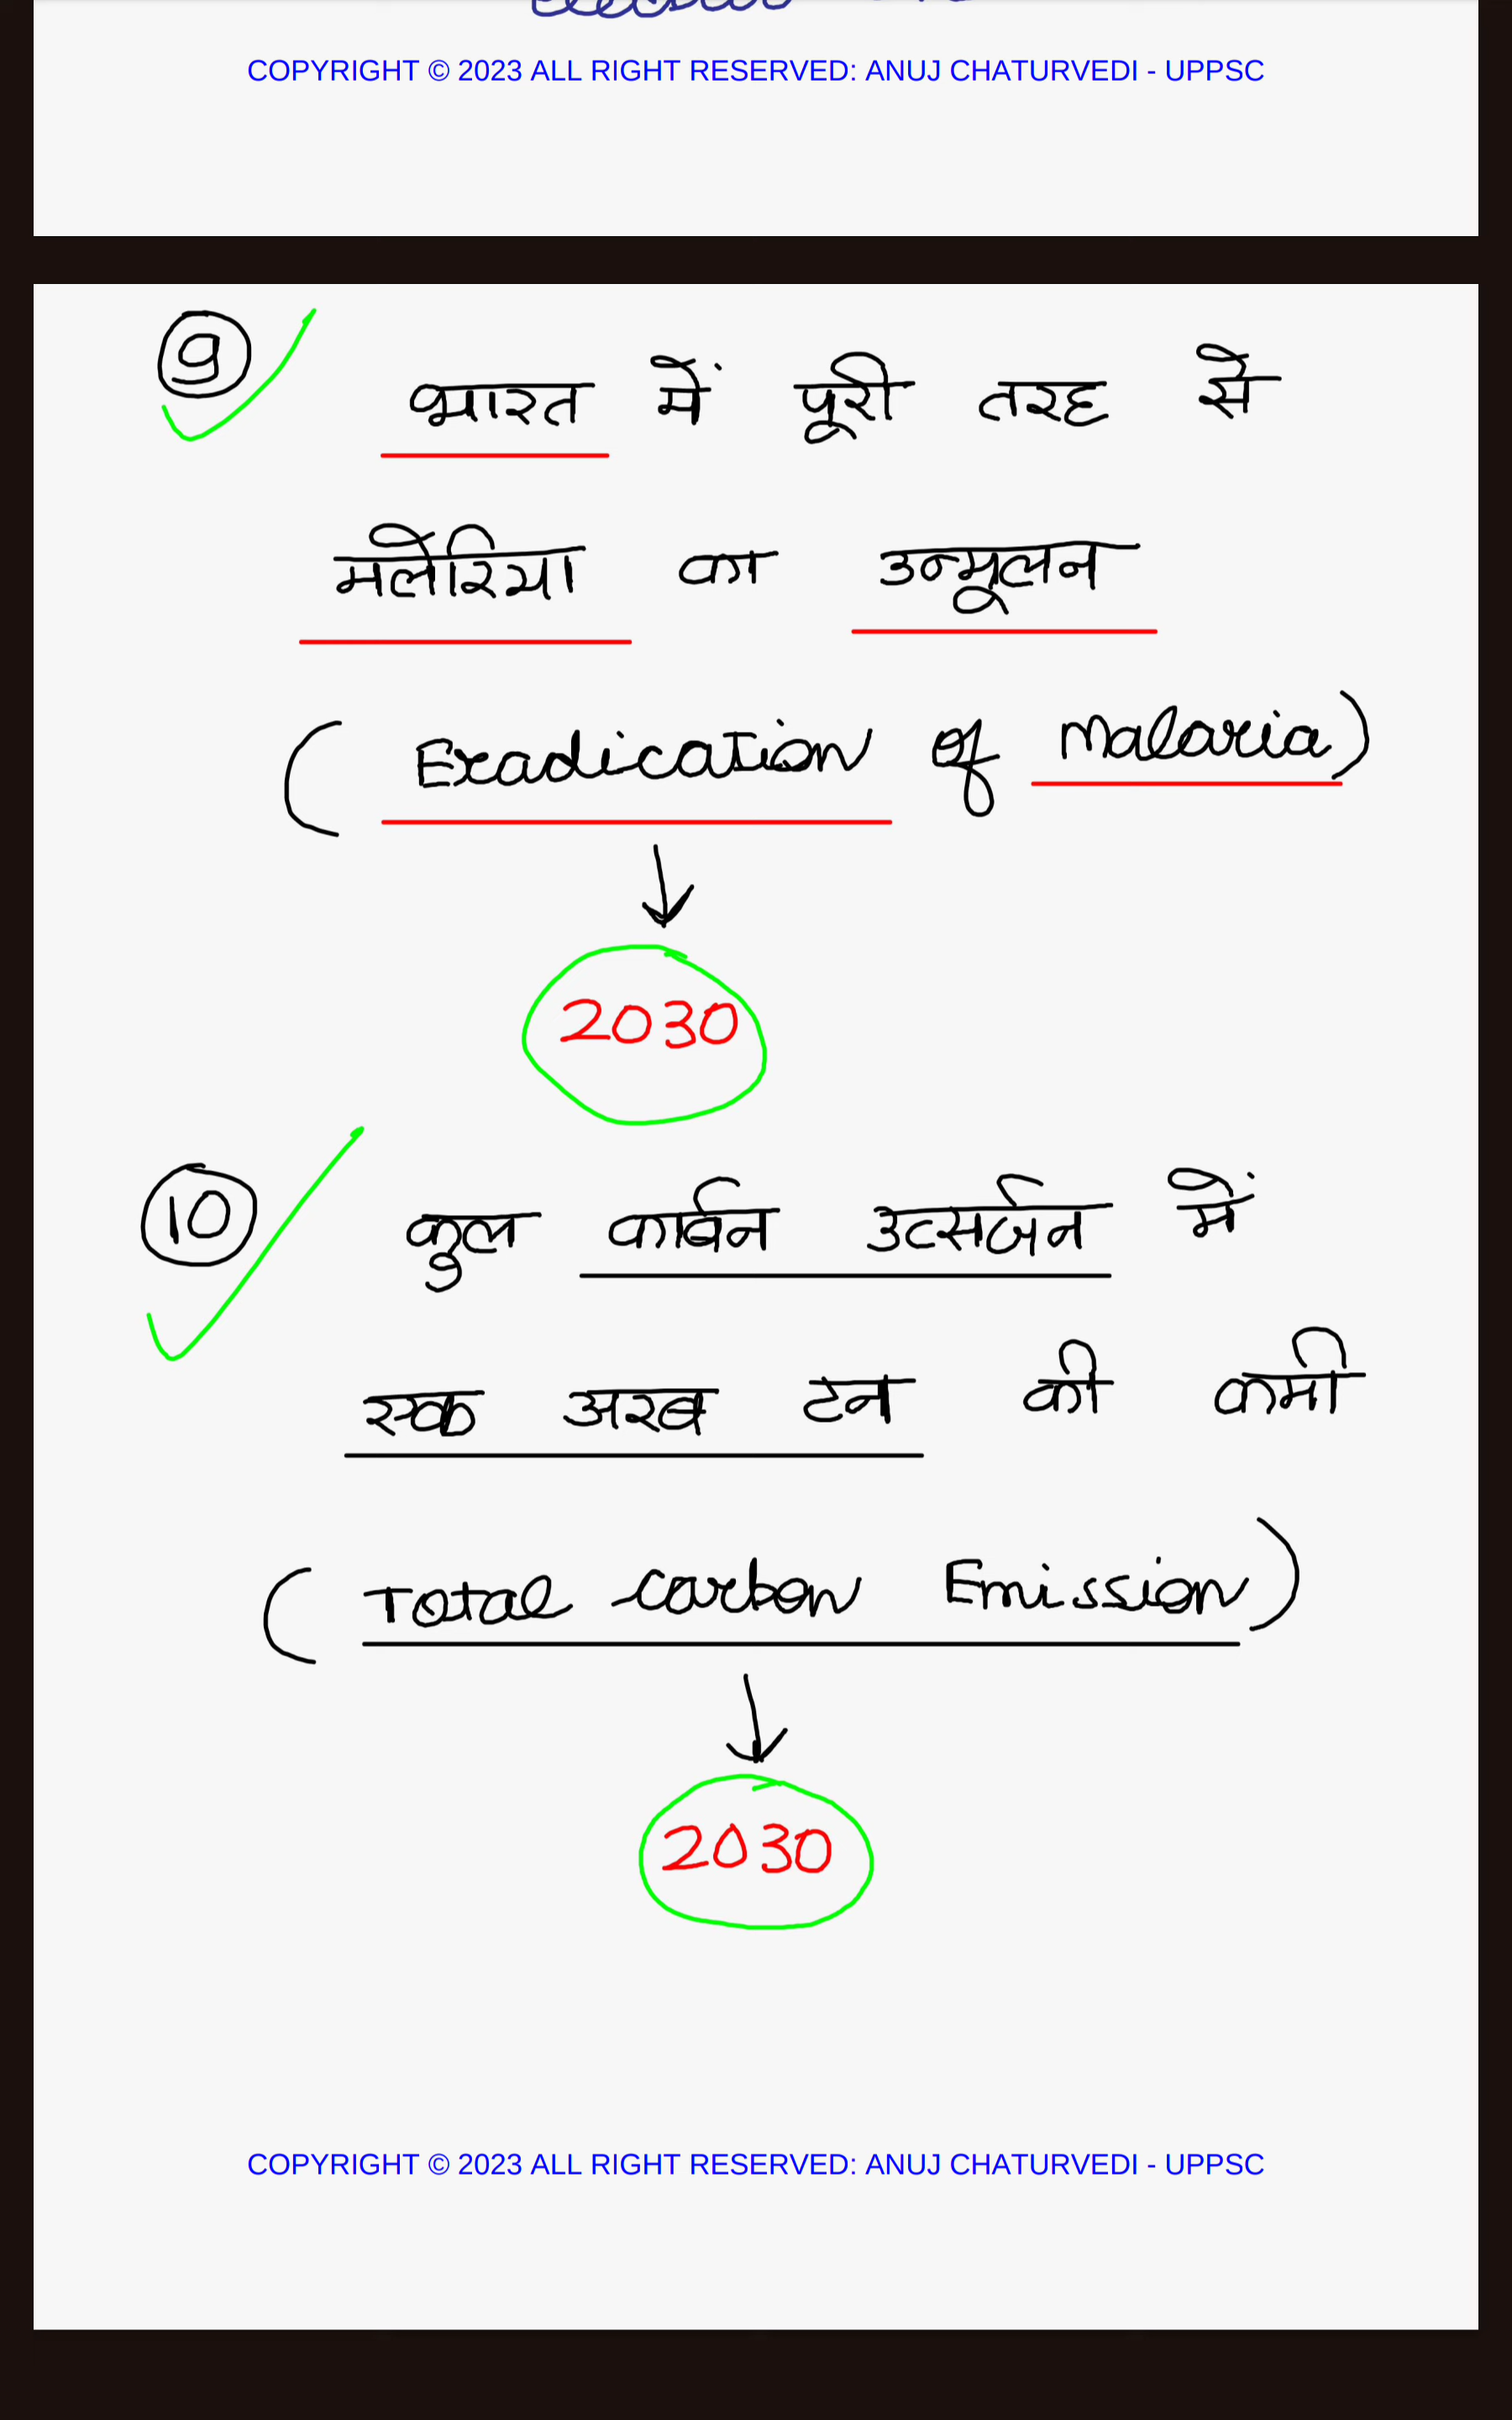 COPYRIGHT © 2023 ALL RIGHT RESERVED: ANUJ CHATURVEDI - UPPSC
9 भारत में पूरी तरह से
मलेरिया का उन्मूलन
(Eradication of Malaria)
↓
2030
10 कुल कार्बन उत्सर्जन में
एक अरब टन की कमी
(Total carbon Emission)
↓
2030
COPYRIGHT © 2023 ALL RIGHT RESERVED: ANUJ CHATURVEDI - UPPSC